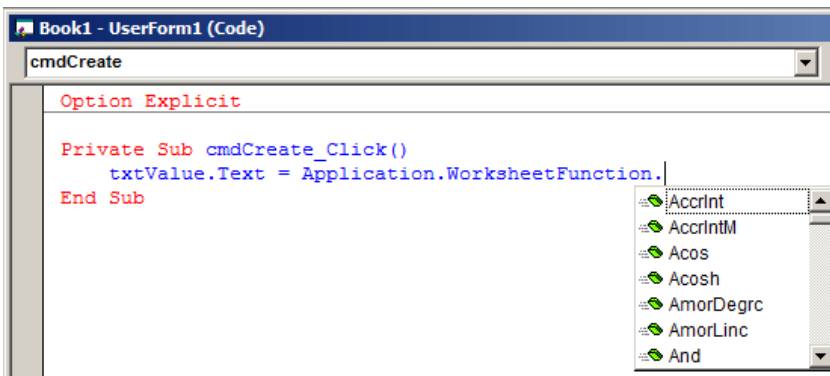 Book1 - UserForm1 (Code)
cmdCreate
Option Explicit
Private Sub cmdCreate_Click()
txtValue.Text = Application.WorksheetFunction.
End Sub
AccrInt
AccrIntM
Acos
Acosh
AmorDegrc
AmorLinc
And